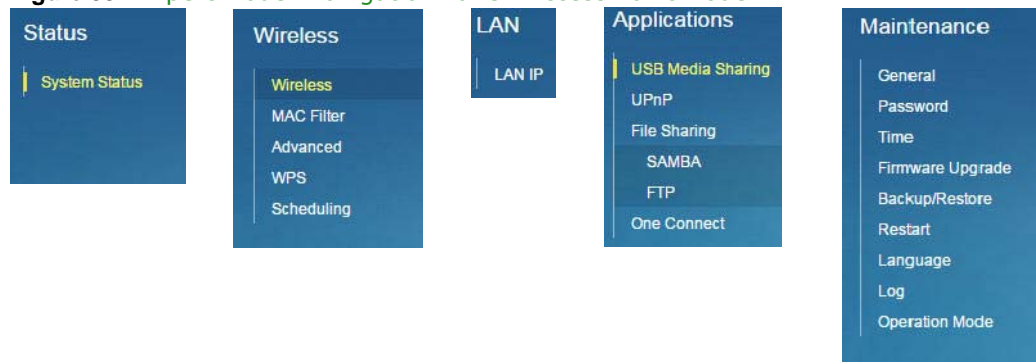 Status
System Status
Wireless
Wireless
MAC Filter
Advanced
WPS
Scheduling
LAN
LAN IP
Applications
USB Media Sharing
UPnP
File Sharing
SAMBA
FTP
One Connect
Maintenance
General
Password
Time
Firmware Upgrade
Backup/Restore
Restart
Language
Log
Operation Mode